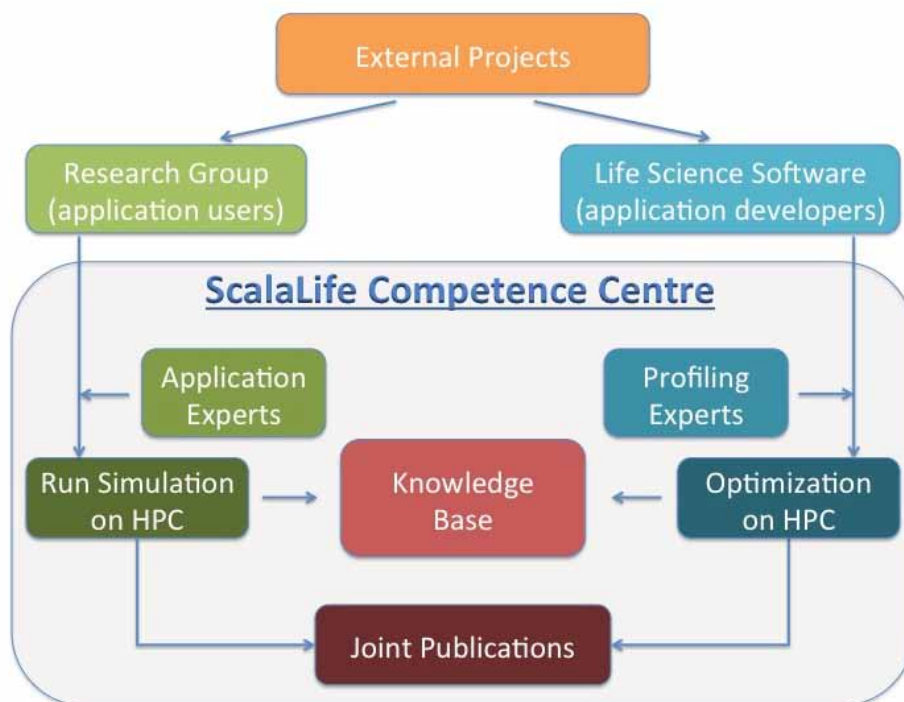 External Projects
Research Group
(application users)
Life Science Software
(application developers)
ScalaLife Competence Centre
Application
Experts
Profiling
Experts
Run Simulation
on HPC
Knowledge
Base
Optimization
on HPC
Joint Publications